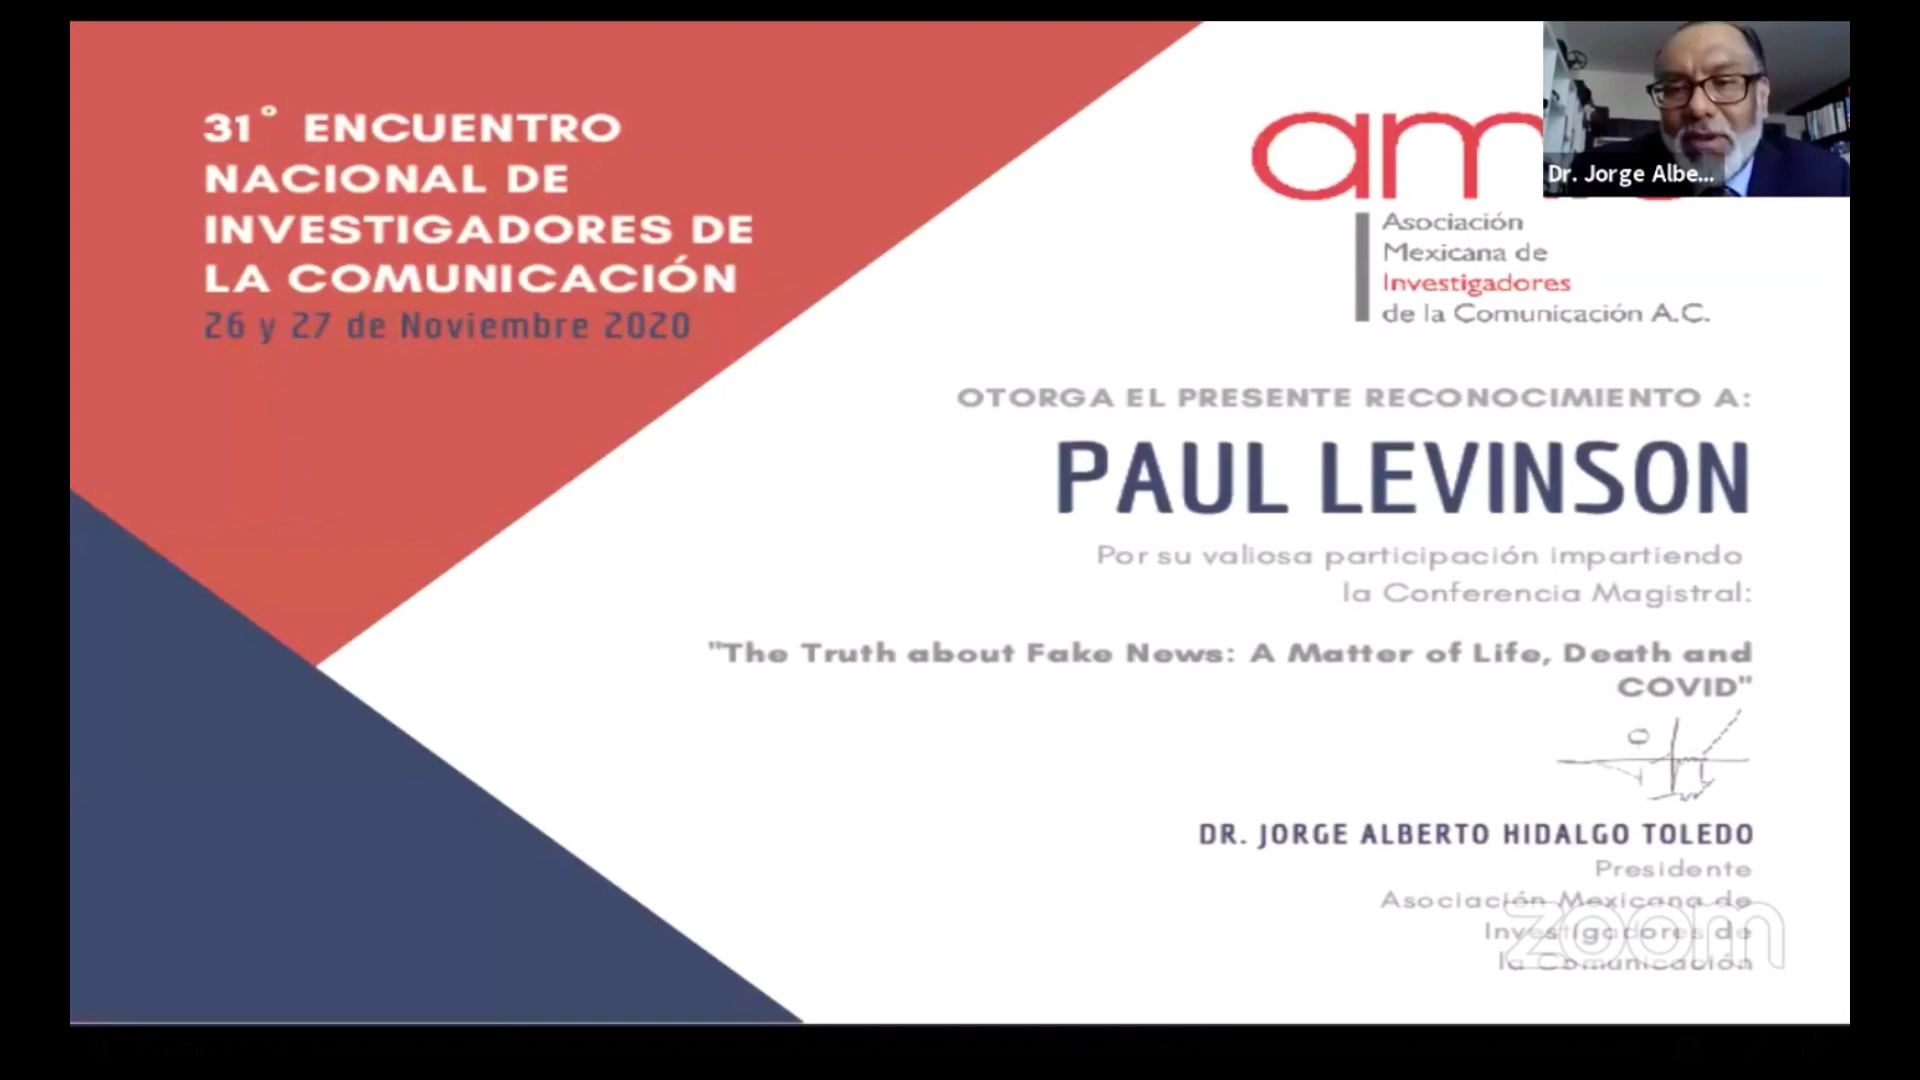 31° ENCUENTRO
NACIONAL DE
INVESTIGADORES DE
LA COMUNICACIÓN
26 y 27 de Noviembre 2020
Dr. Jorge Albe...
Asociación
Mexicana de
Investigadores
de la Comunicación A.C.
OTORGA EL PRESENTE RECONOCIMIENTO A:
PAUL LEVINSON
Por su valiosa participación impartiendo
la Conferencia Magistral:
"The Truth about Fake News: A Matter of Life, Death and
COVID"
DR. JORGE ALBERTO HIDALGO TOLEDO
Presidente
Asociación Mexicana de
Investigadores de
la Comunicación
zoom